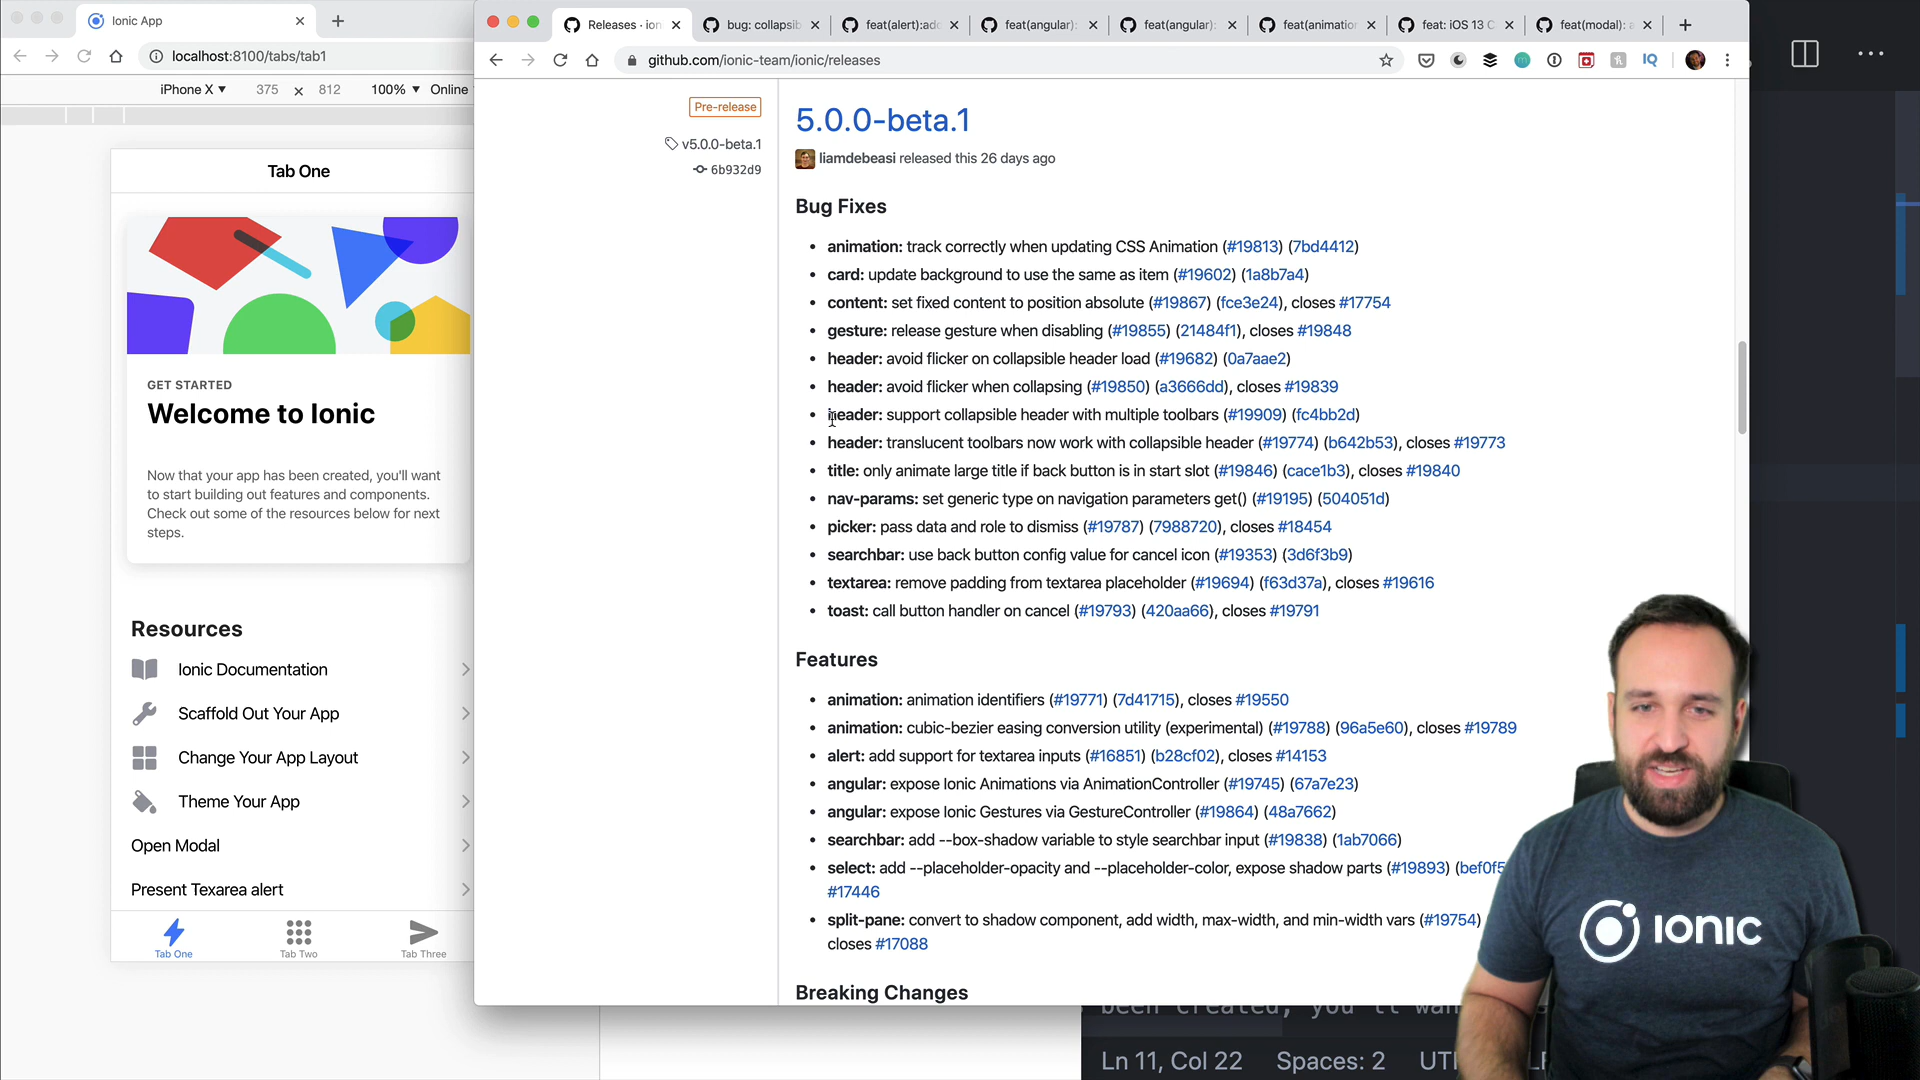 Ionic App
localhost:8100/tabs/tab1
iPhone X ▼ 375 × 812 100% ▼ Online
Tab One
GET STARTED
Welcome to Ionic
Now that your app has been created, you'll want
to start building out features and components.
Check out some of the resources below for next
steps.
Resources
Ionic Documentation
Scaffold Out Your App
Change Your App Layout
Theme Your App
Open Modal
Present Texarea alert
Tab One Tab Two Tab Three
Releases · ion bug: collapsib feat(alert):add feat(angular): feat(angular): feat(animation feat: iOS 13 C feat(modal): a
github.com/ionic-team/ionic/releases
IQ
Pre-release
v5.0.0-beta.1
6b932d9
5.0.0-beta.1
liamdebeasi released this 26 days ago
Bug Fixes
• animation: track correctly when updating CSS Animation (#19813) (7bd4412)
• card: update background to use the same as item (#19602) (1a8b7a4)
• content: set fixed content to position absolute (#19867) (fce3e24), closes #17754
• gesture: release gesture when disabling (#19855) (21484f1), closes #19848
• header: avoid flicker on collapsible header load (#19682) (0a7aae2)
• header: avoid flicker when collapsing (#19850) (a3666dd), closes #19839
• header: support collapsible header with multiple toolbars (#19909) (fc4bb2d)
• header: translucent toolbars now work with collapsible header (#19774) (b642b53), closes #19773
• title: only animate large title if back button is in start slot (#19846) (cace1b3), closes #19840
• nav-params: set generic type on navigation parameters get() (#19195) (504051d)
• picker: pass data and role to dismiss (#19787) (7988720), closes #18454
• searchbar: use back button config value for cancel icon (#19353) (3d6f3b9)
• textarea: remove padding from textarea placeholder (#19694) (f63d37a), closes #19616
• toast: call button handler on cancel (#19793) (420aa66), closes #19791
Features
• animation: animation identifiers (#19771) (7d41715), closes #19550
• animation: cubic-bezier easing conversion utility (experimental) (#19788) (96a5e60), closes #19789
• alert: add support for textarea inputs (#16851) (b28cf02), closes #14153
• angular: expose Ionic Animations via AnimationController (#19745) (67a7e23)
• angular: expose Ionic Gestures via GestureController (#19864) (48a7662)
• searchbar: add --box-shadow variable to style searchbar input (#19838) (1ab7066)
• select: add --placeholder-opacity and --placeholder-color, expose shadow parts (#19893) (bef0f5
#17446
• split-pane: convert to shadow component, add width, max-width, and min-width vars (#19754)
closes #17088
Breaking Changes
been created, you'll wan
Ln 11, Col 22 Spaces: 2
IONIC